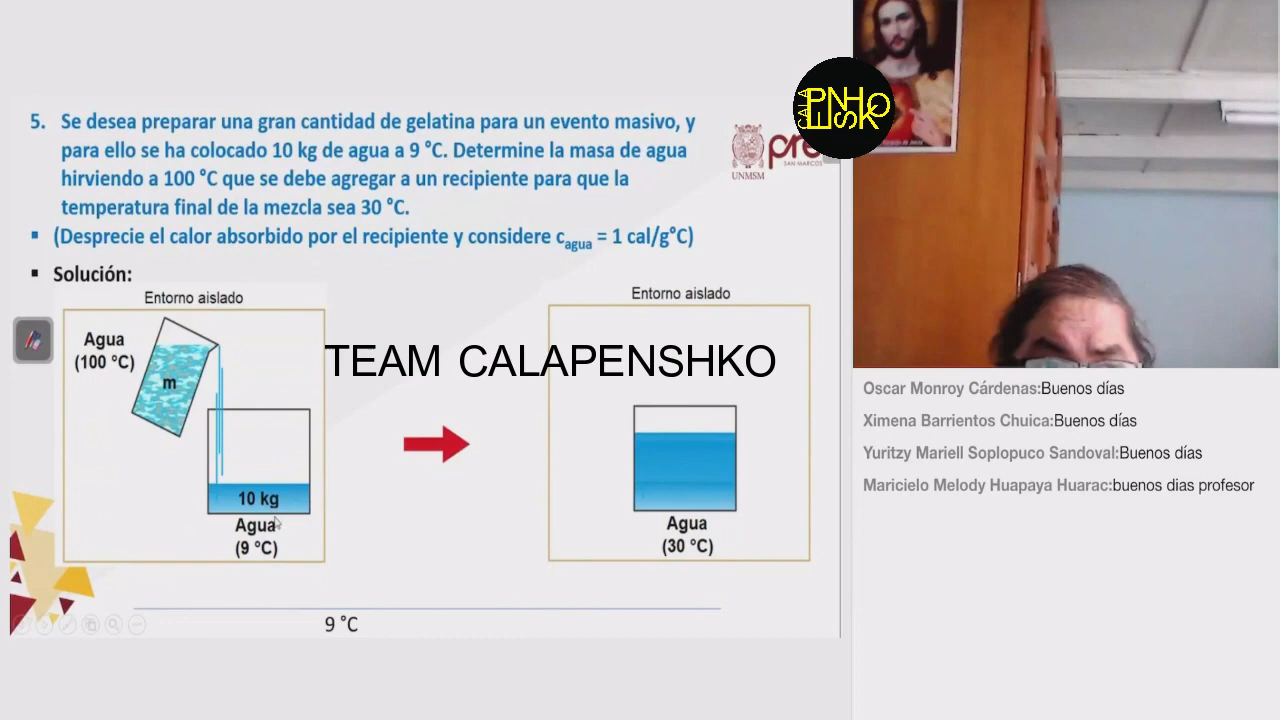 5. Se desea preparar una gran cantidad de gelatina para un evento masivo, y
para ello se ha colocado 10 kg de agua a 9 °C. Determine la masa de agua
hirviendo a 100 °C que se debe agregar a un recipiente para que la
temperatura final de la mezcla sea 30 °C.
▪ (Desprecie el calor absorbido por el recipiente y considere cagua = 1 cal/g°C)
▪ Solución:
UNMSM
pre
SAN MARCOS
CALA
PENSHKO
Entorno aislado
Agua
(100 °C)
m
10 kg
Agua
(9 °C)
TEAM CALAPENSHKO
Entorno aislado
Agua
(30 °C)
9 °C
Oscar Monroy Cárdenas:Buenos días
Ximena Barrientos Chuica:Buenos días
Yuritzy Mariell Soplopuco Sandoval:Buenos días
Maricielo Melody Huapaya Huarac:buenos dias profesor